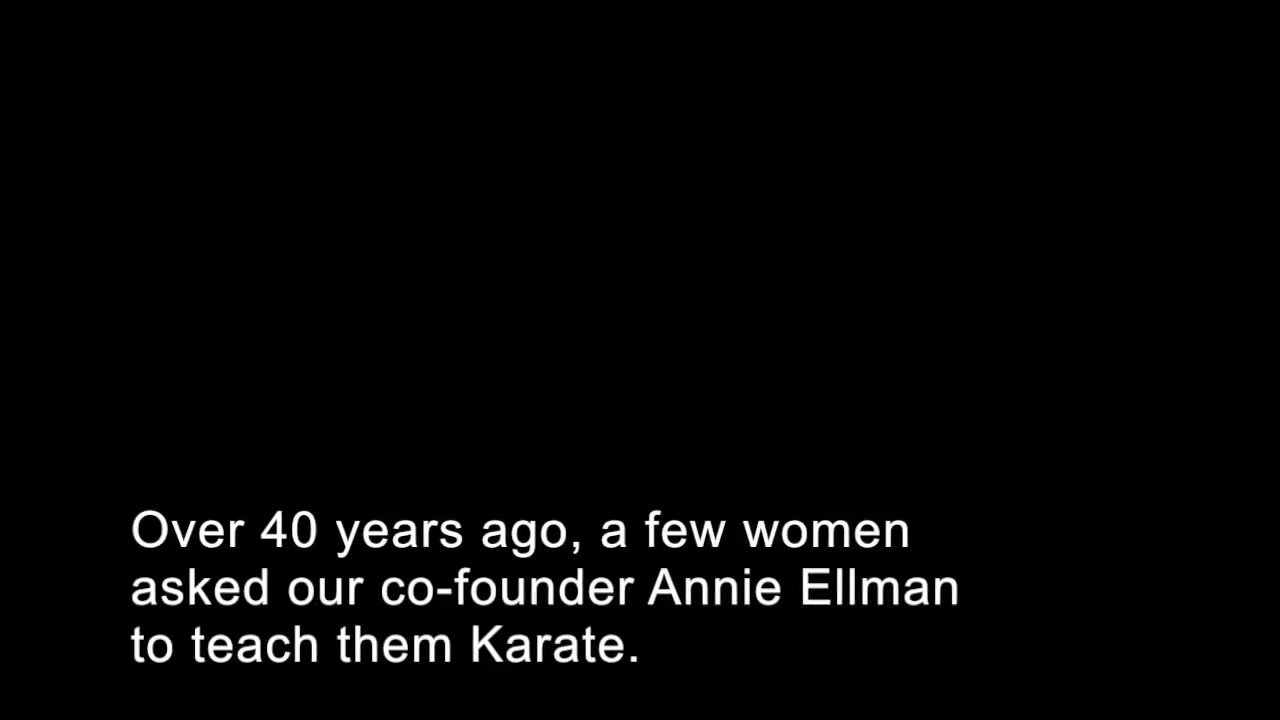 Over 40 years ago, a few women
asked our co-founder Annie Ellman
to teach them Karate.